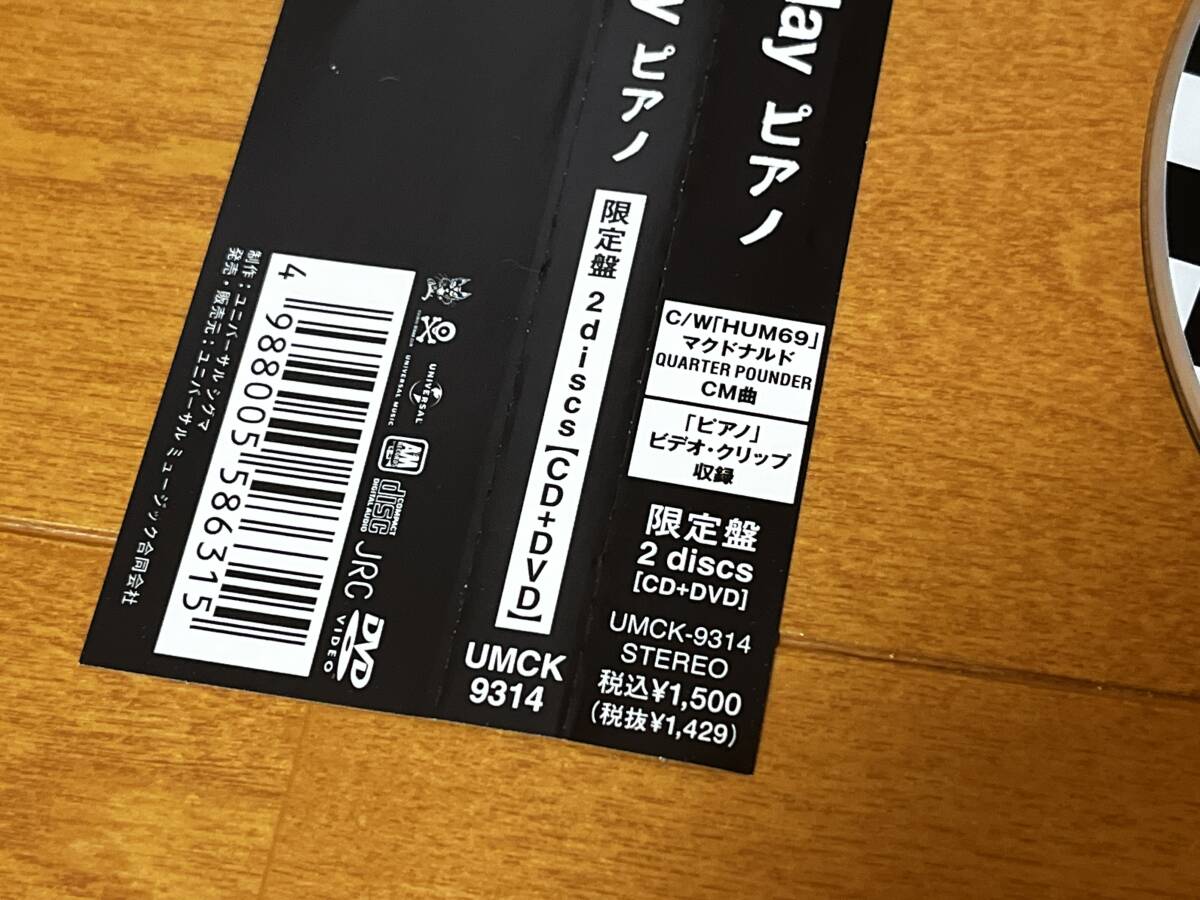 lay ピアノ
C/W「HUM69」
マクドナルド
QUARTER POUNDER
CM曲
「ピアノ」
ビデオ・クリップ
収録
限定盤
2 discs
[CD+DVD]
UMCK-9314
STEREO
税込¥1,500
(税抜¥1,429)
y ピアノ
限定盤 2discs【CD+DVD】
UMCK
9314
UNIVERSAL
UNIVERSAL MUSIC
A&M
COMPACT
disc
DIGITAL AUDIO
JRC
DVD
VIDEO
4 988005 586315
制作:ユニバーサル シグマ
発売・販売元:ユニバーサル ミュージック合同会社